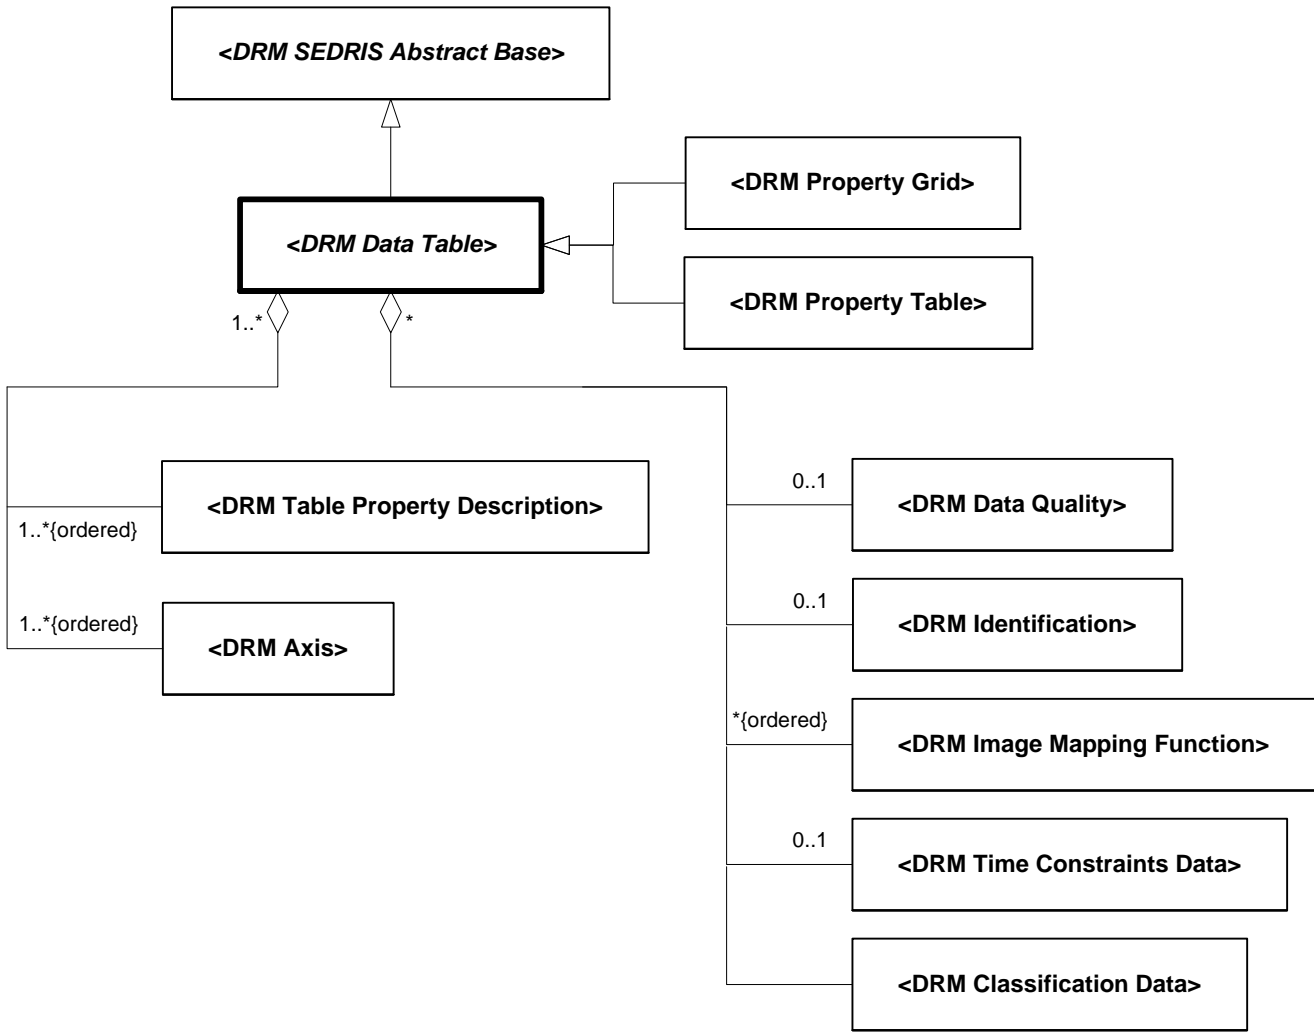 <DRM SEDRIS Abstract Base>
<DRM Property Grid>
<DRM Data Table>
<DRM Property Table>
1..*
*
<DRM Table Property Description>
1..*{ordered}
1..*{ordered}
<DRM Axis>
0..1
<DRM Data Quality>
0..1
<DRM Identification>
*{ordered}
<DRM Image Mapping Function>
0..1
<DRM Time Constraints Data>
<DRM Classification Data>